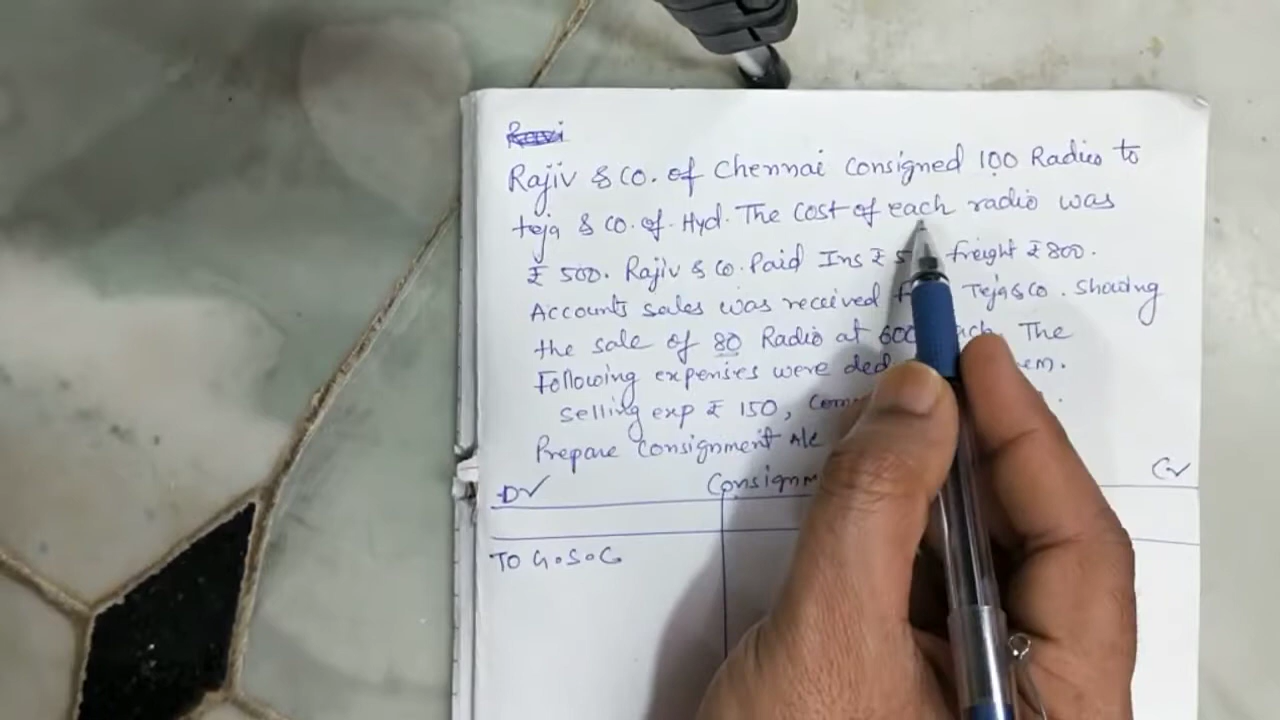 Rajiv & co. of Chennai consigned 100 Radios to
teja & co. of. Hyd. The cost of each radio was
₹ 500. Rajiv & co. Paid Ins ₹ freight ₹ 800.
Accounts sales was received Teja&co. Showing
the sale of 80 Radio at 600 The
Following expenses were
Selling exp ₹ 150,
Prepare Consignment A/c
Dr Cr
To G.S.O.C